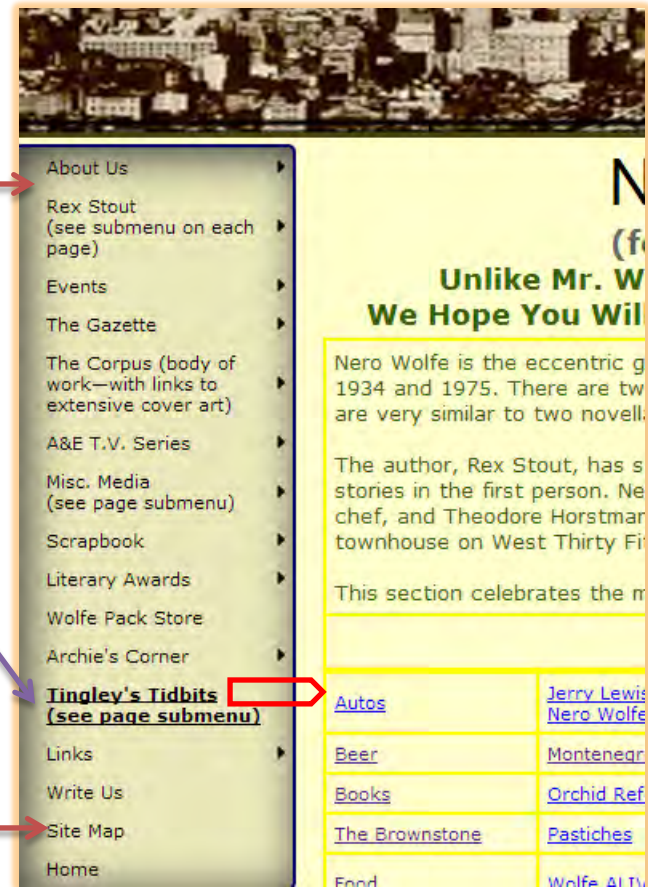 About Us
Rex Stout
(see submenu on each
page)
Events
The Gazette
The Corpus (body of
work—with links to
extensive cover art)
A&E T.V. Series
Misc. Media
(see page submenu)
Scrapbook
Literary Awards
Wolfe Pack Store
Archie's Corner
Tingley's Tidbits
(see page submenu)
Links
Write Us
Site Map
Home
N
(f
Unlike Mr. W
We Hope You Will
Nero Wolfe is the eccentric g
1934 and 1975. There are tw
are very similar to two novell
The author, Rex Stout, has s
stories in the first person. Ne
chef, and Theodore Horstmar
townhouse on West Thirty Fi
This section celebrates the m
Autos
Jerry Lewis
Nero Wolfe
Beer
Montenegr
Books
Orchid Ref
The Brownstone
Pastiches
Food
Wolfe ALIV